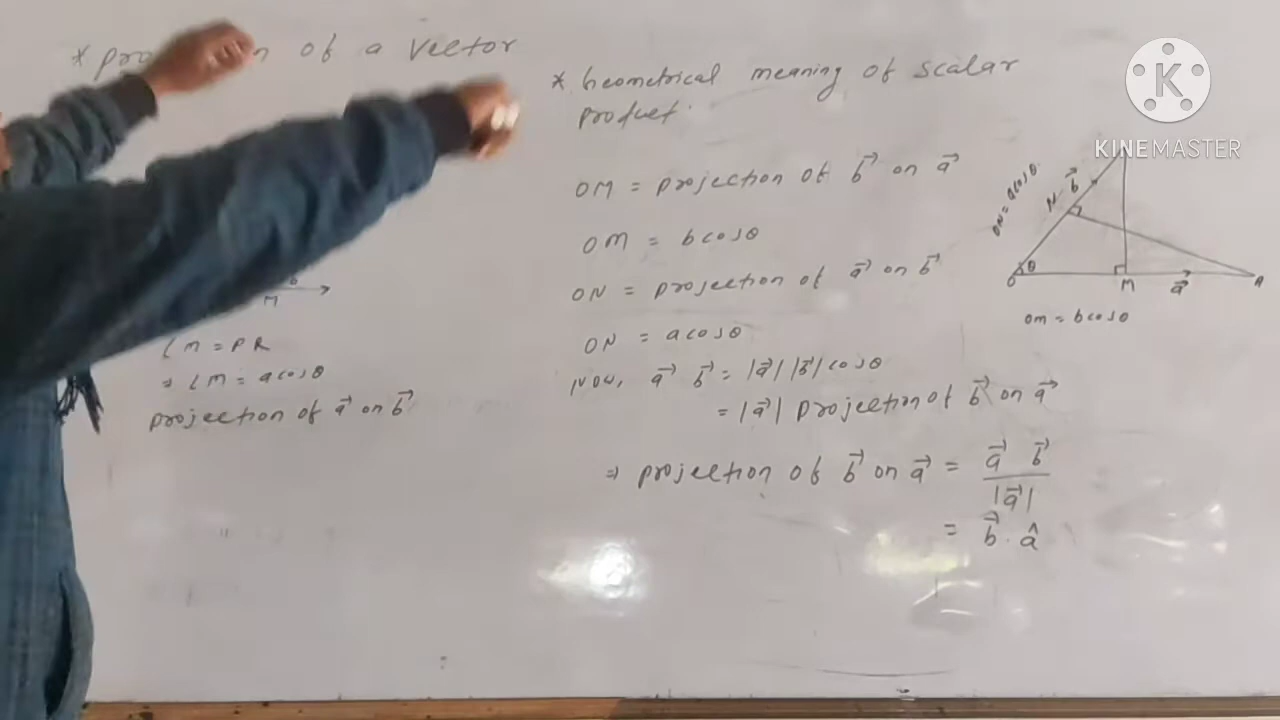 * of a vector
M
LM = PR
⇒ LM = a cos θ
projection of a⃗ on b⃗
* Geometrical meaning of scalar
product.
OM = projection of b⃗ on a⃗
OM = b cos θ
ON = projection of a⃗ on b⃗
ON = a cos θ
Now, a⃗ b⃗ = |a⃗| |b⃗| cos θ
= |a⃗| projection of b⃗ on a⃗
⇒ projection of b⃗ on a⃗ = a⃗ b⃗ / |a⃗|
= b⃗ . â
K
KINEMASTER
ON = a cos θ
N b⃗
θ
O M a⃗ A
OM = b cos θ